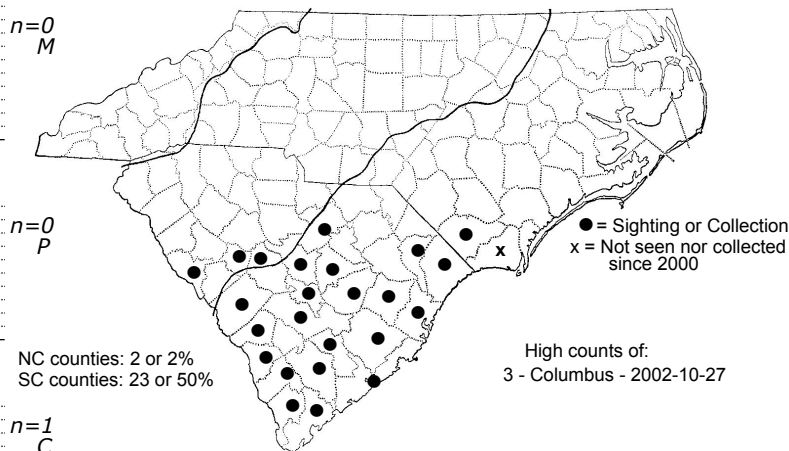 n=0
M
n=0
P
● = Sighting or Collection
x
x = Not seen nor collected
since 2000
NC counties: 2 or 2%
SC counties: 23 or 50%
High counts of:
3 - Columbus - 2002-10-27
n=1
C